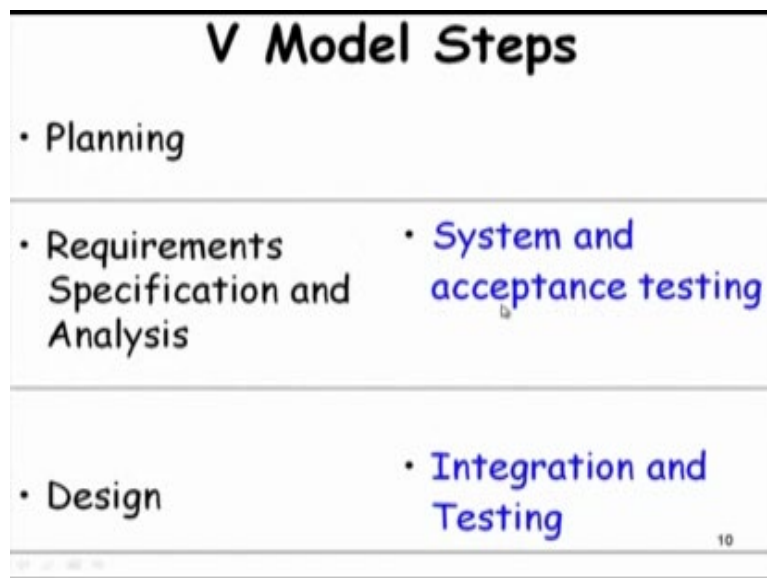 V Model Steps
• Planning
• Requirements
Specification and
Analysis
• System and
acceptance testing
• Design
• Integration and
Testing
10